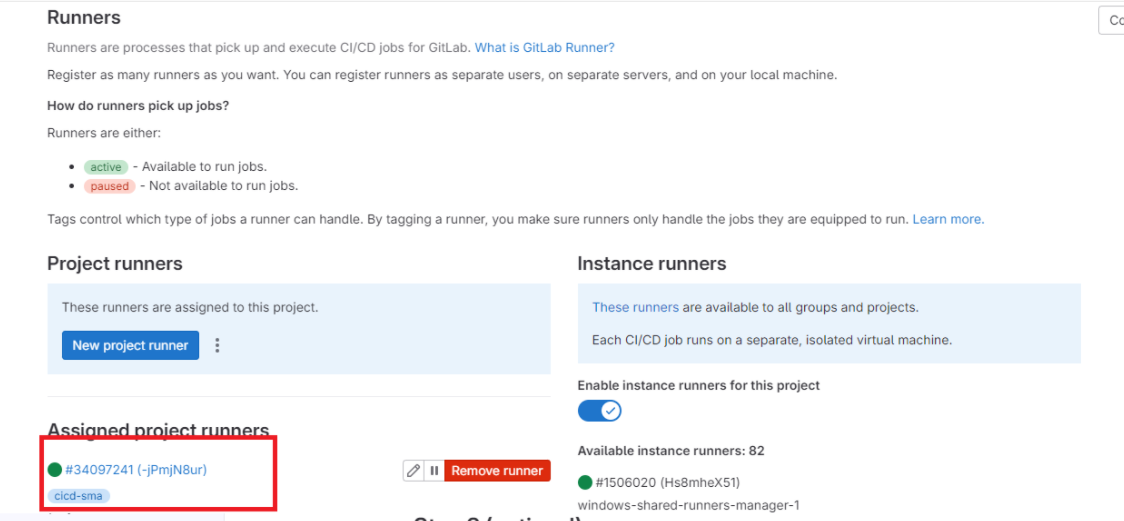 Runners
Co
Runners are processes that pick up and execute CI/CD jobs for GitLab. What is GitLab Runner?
Register as many runners as you want. You can register runners as separate users, on separate servers, and on your local machine.
How do runners pick up jobs?
Runners are either:
active - Available to run jobs.
paused - Not available to run jobs.
Tags control which type of jobs a runner can handle. By tagging a runner, you make sure runners only handle the jobs they are equipped to run. Learn more.
Project runners
These runners are assigned to this project.
New project runner
Assigned project runners
#34097241 (-jPmjN8ur)
Remove runner
cicd-sma
Instance runners
These runners are available to all groups and projects.
Each CI/CD job runs on a separate, isolated virtual machine.
Enable instance runners for this project
Available instance runners: 82
#1506020 (Hs8mheX51)
windows-shared-runners-manager-1